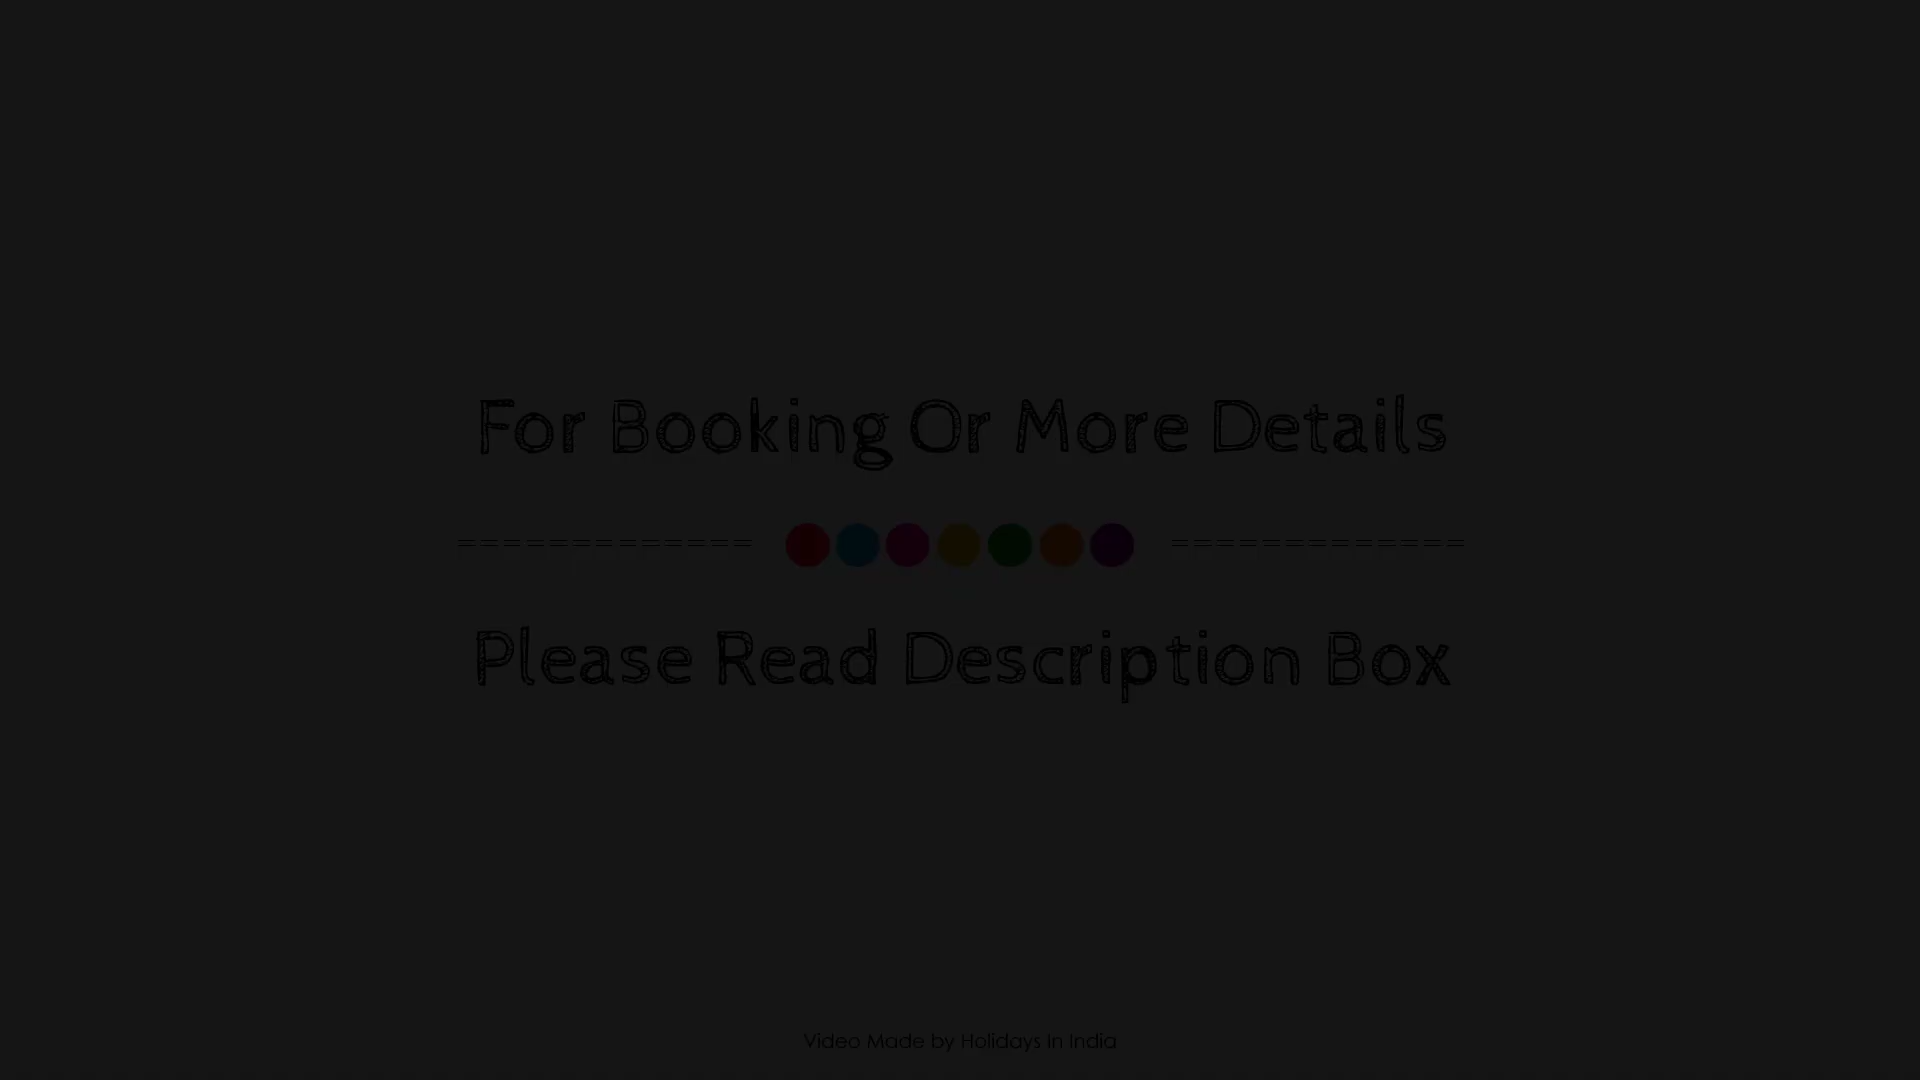 For Booking Or More Details
============= =============
Please Read Description Box
Video Made by Holidays In India